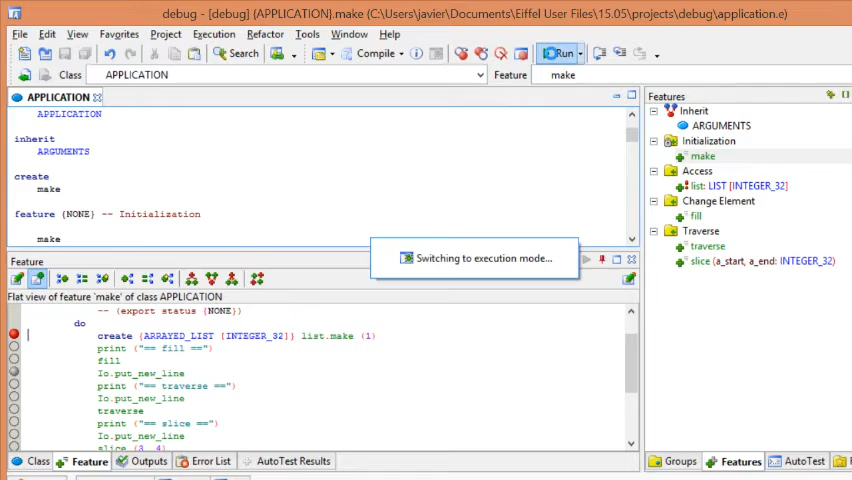 debug - [debug] {APPLICATION}.make (C:\Users\javier\Documents\Eiffel User Files\15.05\projects\debug\application.e)
File Edit View Favorites Project Execution Refactor Tools Window Help
Search Compile Run
Class APPLICATION Feature make
APPLICATION
APPLICATION
inherit
ARGUMENTS
create
make
feature {NONE} -- Initialization
make
Switching to execution mode...
Feature
Flat view of feature `make' of class APPLICATION
-- (export status {NONE})
do
create {ARRAYED_LIST [INTEGER_32]} list.make (1)
print ("== fill ==")
fill
Io.put_new_line
print ("== traverse ==")
Io.put_new_line
traverse
print ("== slice ==")
Io.put_new_line
slice (3, 4)
Class Feature Outputs Error List AutoTest Results
Features
Inherit
ARGUMENTS
Initialization
make
Access
list: LIST [INTEGER_32]
Change Element
fill
Traverse
traverse
slice (a_start, a_end: INTEGER_32)
Groups Features AutoTest